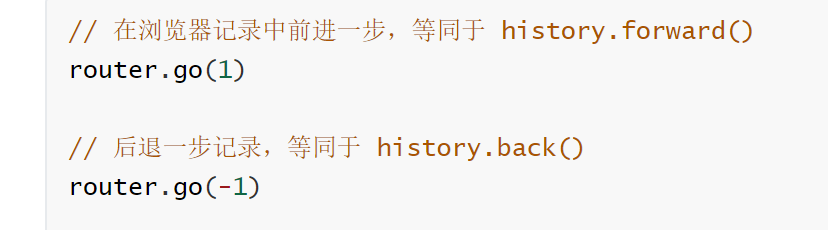 // 在浏览器记录中前进一步，等同于 history.forward()
router.go(1)
// 后退一步记录，等同于 history.back()
router.go(-1)